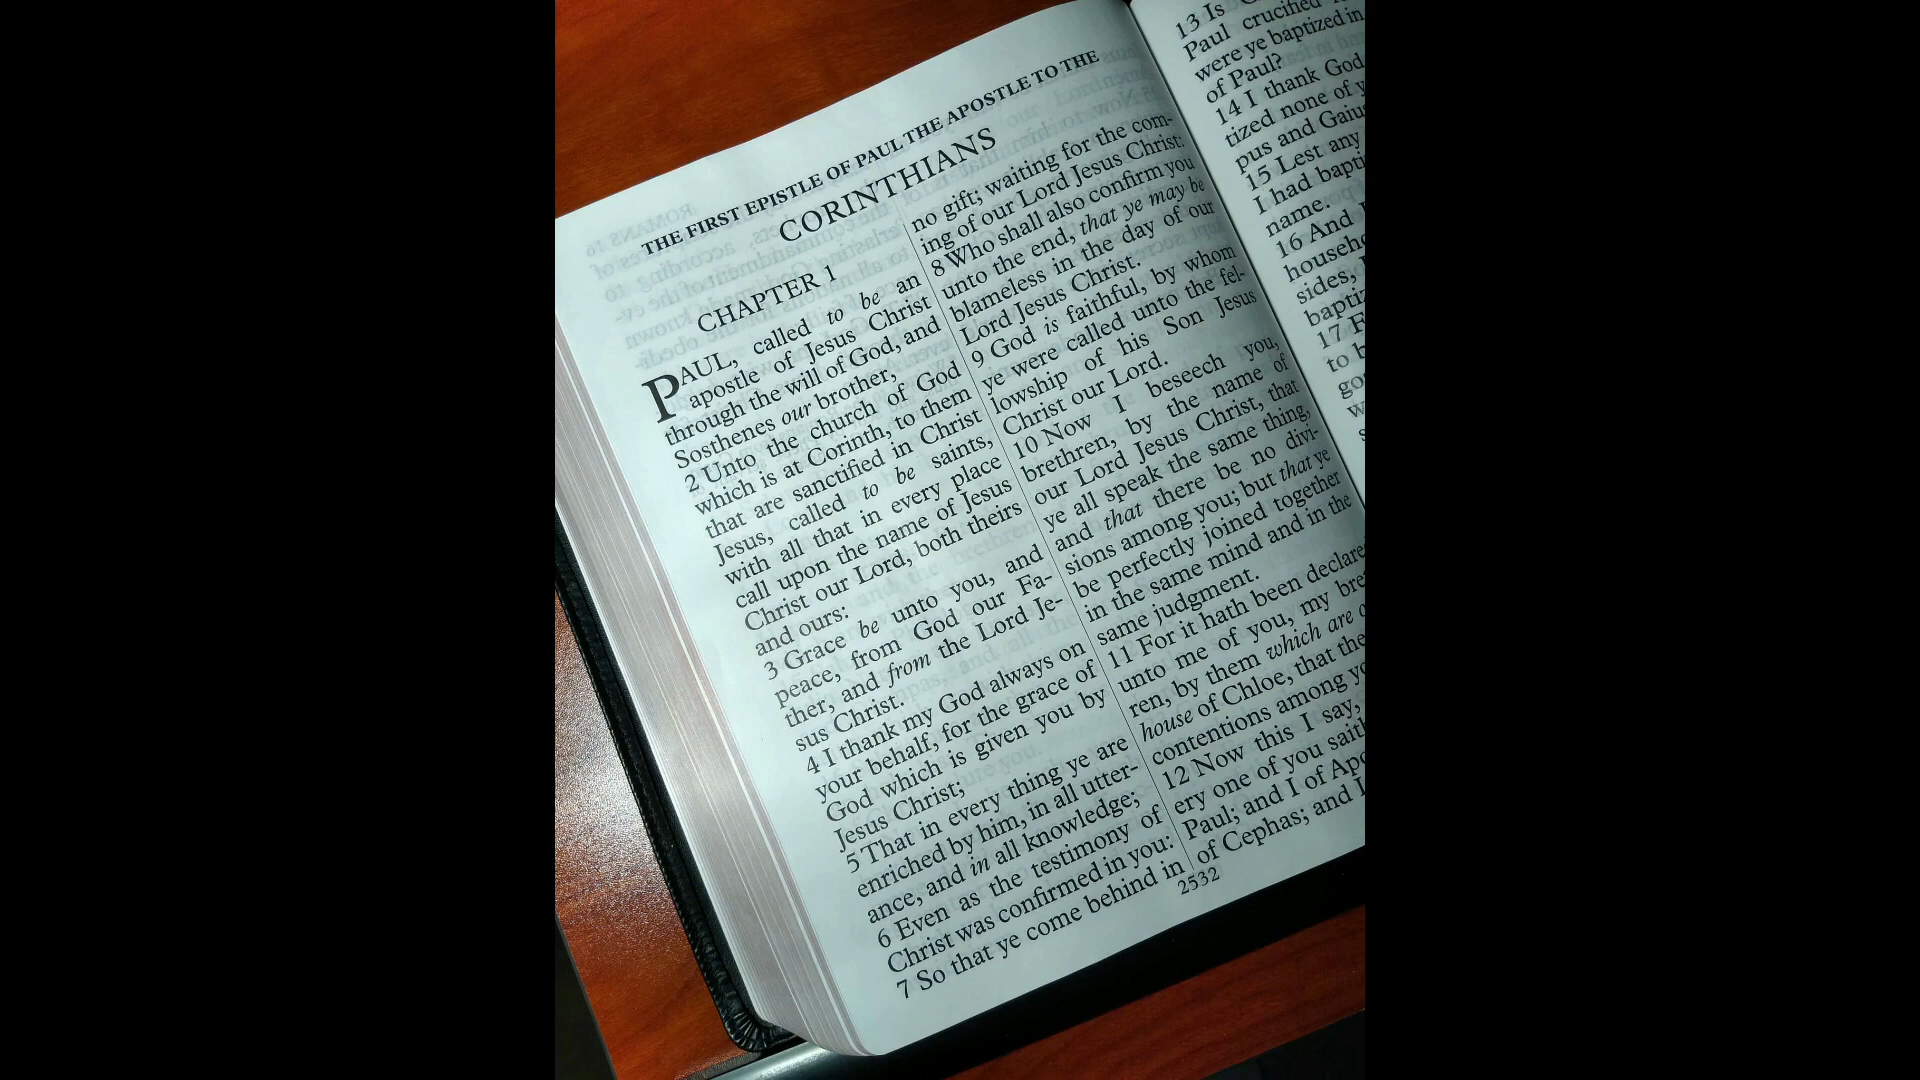 THE FIRST EPISTLE OF PAUL THE APOSTLE TO THE
CORINTHIANS
CHAPTER 1
PAUL, called to be an
apostle of Jesus Christ
through the will of God, and
Sosthenes our brother,
2 Unto the church of God
which is at Corinth, to them
that are sanctified in Christ
Jesus, called to be saints,
with all that in every place
call upon the name of Jesus
Christ our Lord, both theirs
and ours:
3 Grace be unto you, and
peace, from God our Fa-
ther, and from the Lord Je-
sus Christ.
4 I thank my God always on
your behalf, for the grace of
God which is given you by
Jesus Christ;
5 That in every thing ye are
enriched by him, in all utter-
ance, and in all knowledge;
6 Even as the testimony of
Christ was confirmed in you:
7 So that ye come behind in
no gift; waiting for the com-
ing of our Lord Jesus Christ:
8 Who shall also confirm you
unto the end, that ye may be
blameless in the day of our
Lord Jesus Christ.
9 God is faithful, by whom
ye were called unto the fel-
lowship of his Son Jesus
Christ our Lord.
10 Now I beseech you,
brethren, by the name of
our Lord Jesus Christ, that
ye all speak the same thing,
and that there be no divi-
sions among you; but that ye
be perfectly joined together
in the same mind and in the
same judgment.
11 For it hath been declare
unto me of you, my bre
ren, by them which are
house of Chloe, that the
contentions among
12 Now this I say,
ery one of you sait
Paul; and I of Apo
of Cephas; and I
2532
13 Is
Paul crucified
were ye baptized in
of Paul?
14 I thank God
tized none of
pus and Gaiu
15 Lest any
I had bapti
name.
16 And
househ
sides,
baptiz
17 F
to